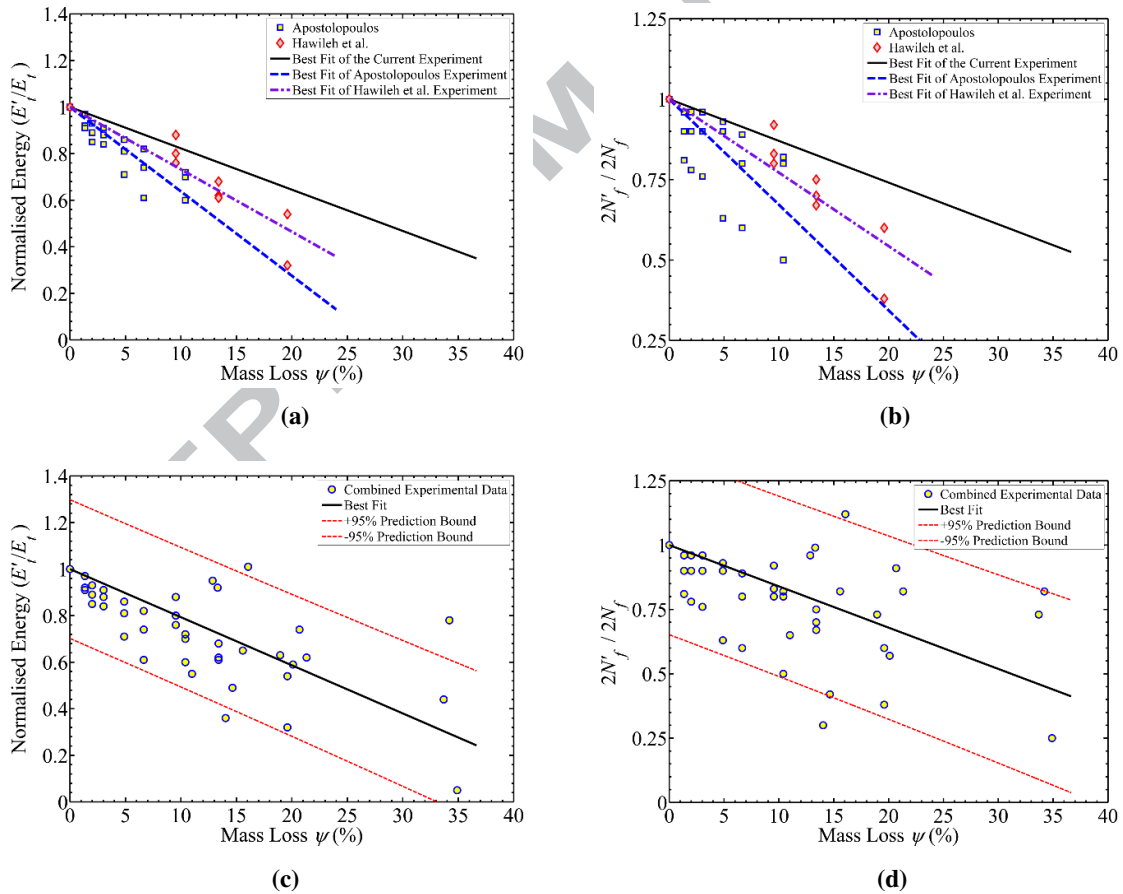 1.4
1.2
1
0.8
0.6
0.4
0.2
0
Normalised Energy (E't/Et)
Apostolopoulos
Hawileh et al.
Best Fit of the Current Experiment
Best Fit of Apostolopoulos Experiment
Best Fit of Hawileh et al. Experiment
0 5 10 15 20 25 30 35 40
Mass Loss ψ (%)
(a)
1.25
1
0.75
0.5
0.25
2N'f / 2Nf
Apostolopoulos
Hawileh et al.
Best Fit of the Current Experiment
Best Fit of Apostolopoulos Experiment
Best Fit of Hawileh et al. Experiment
0 5 10 15 20 25 30 35 40
Mass Loss ψ (%)
(b)
1.4
1.2
1
0.8
0.6
0.4
0.2
0
Normalised Energy (E't/Et)
Combined Experimental Data
Best Fit
+95% Prediction Bound
-95% Prediction Bound
0 5 10 15 20 25 30 35 40
Mass Loss ψ (%)
(c)
1.25
1
0.75
0.5
0.25
0
2N'f / 2Nf
Combined Experimental Data
Best Fit
+95% Prediction Bound
-95% Prediction Bound
0 5 10 15 20 25 30 35 40
Mass Loss ψ (%)
(d)